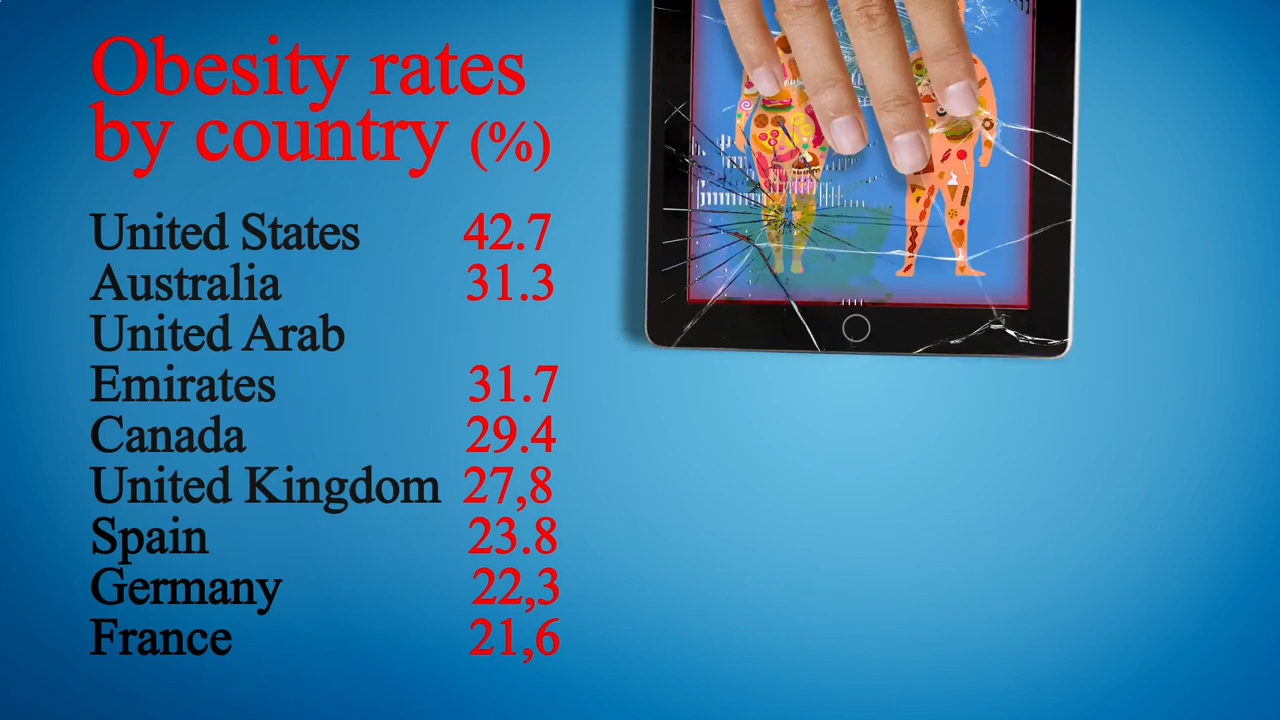 Obesity rates
by country (%)
United States 42.7
Australia 31.3
United Arab
Emirates 31.7
Canada 29.4
United Kingdom 27,8
Spain 23.8
Germany 22,3
France 21,6